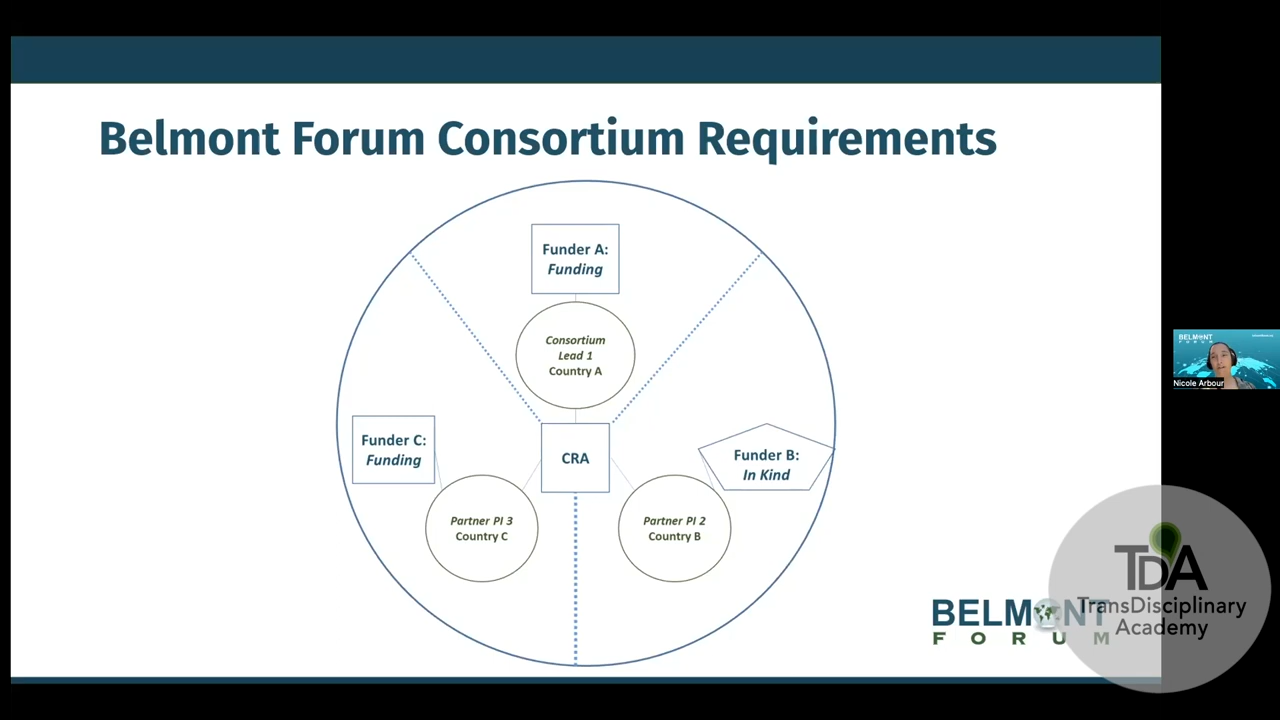 Belmont Forum Consortium Requirements
Funder A:
Funding
Consortium
Lead 1
Country A
CRA
Funder C:
Funding
Partner PI 3
Country C
Funder B:
In Kind
Partner PI 2
Country B
BELMONT
FORUM
TDA
TransDisciplinary
Academy
BELMONT
FORUM
Nicole Arbour